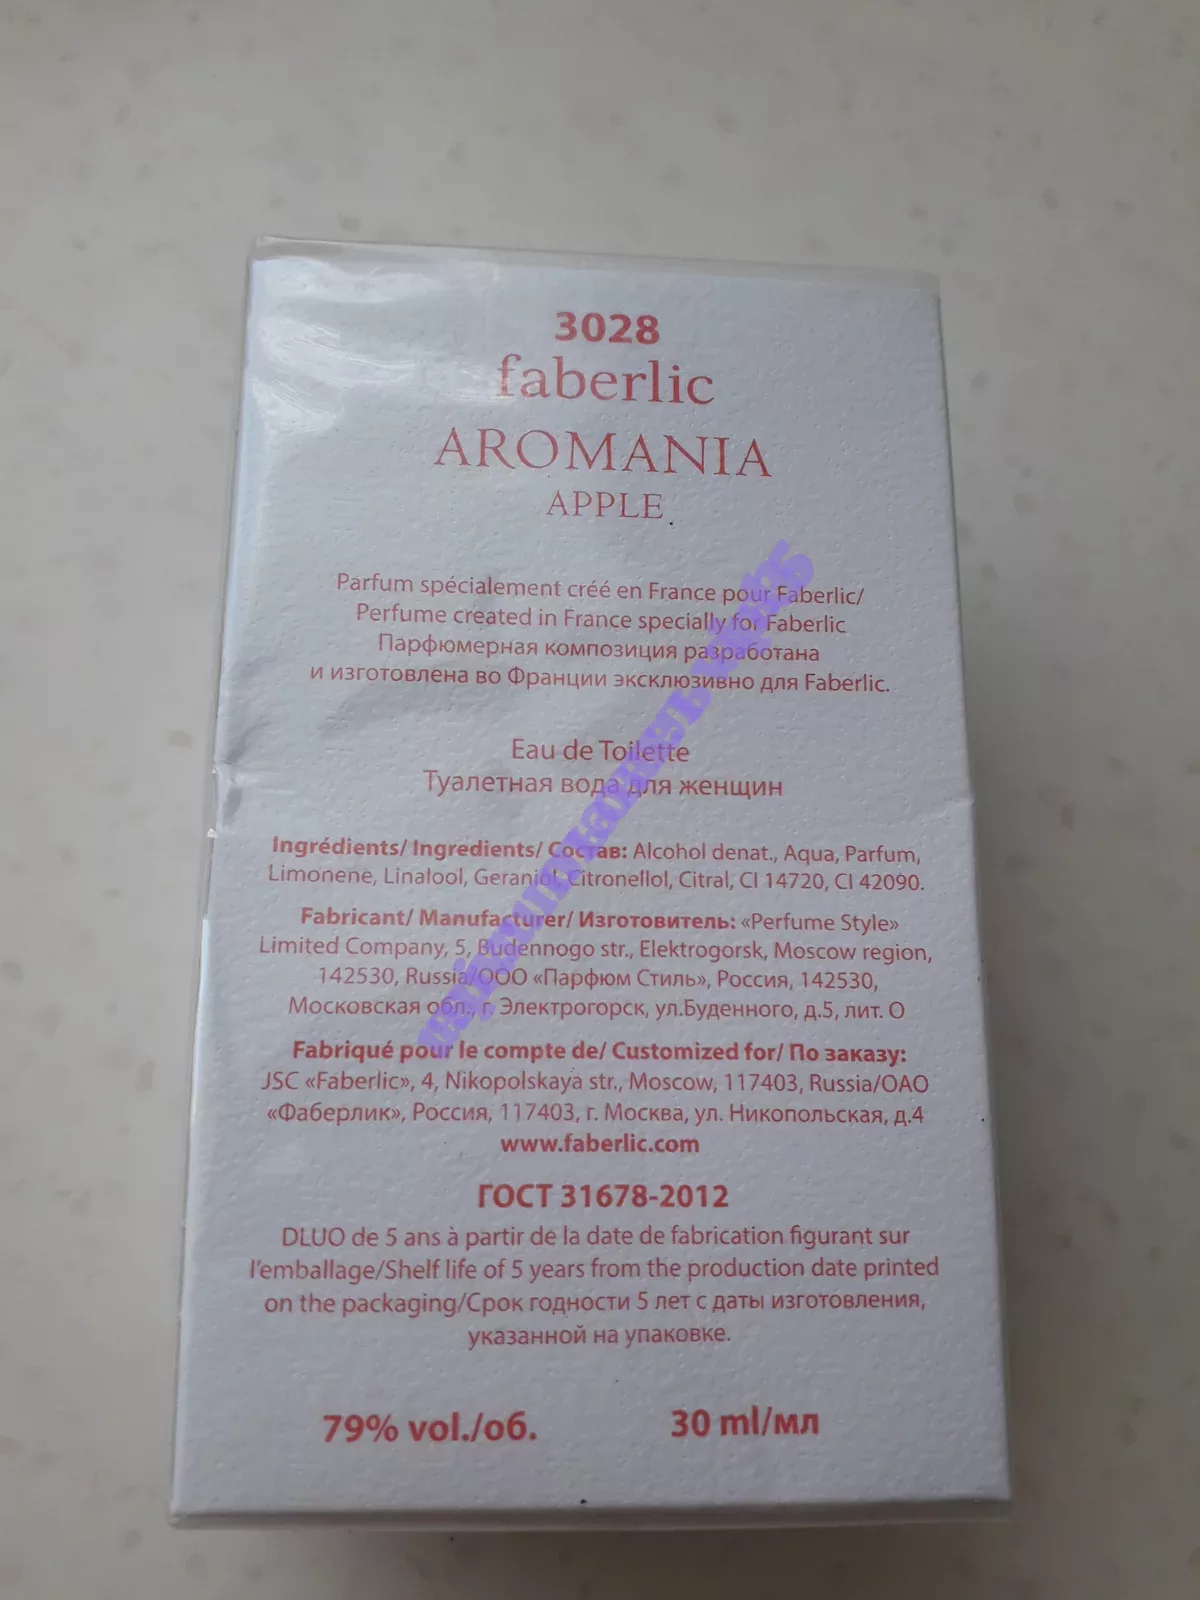 3028
faberlic
AROMANIA
APPLE
Parfum spécialement créé en France pour Faberlic/
Perfume created in France specially for Faberlic
Парфюмерная композиция разработана
и изготовлена во Франции эксклюзивно для Faberlic.
Eau de Toilette
Туалетная вода для женщин
Ingrédients/ Ingredients/ Состав: Alcohol denat., Aqua, Parfum,
Limonene, Linalool, Geraniol, Citronellol, Citral, CI 14720, CI 42090.
Fabricant/ Manufacturer/ Изготовитель: «Perfume Style»
Limited Company, 5, Budennogo str., Elektrogorsk, Moscow region,
142530, Russia/ООО «Парфюм Стиль», Россия, 142530,
Московская обл., г. Электрогорск, ул.Буденного, д.5, лит. О
Fabriqué pour le compte de/ Customized for/ По заказу:
JSC «Faberlic», 4, Nikopolskaya str., Moscow, 117403, Russia/ОАО
«Фаберлик», Россия, 117403, г. Москва, ул. Никопольская, д.4
www.faberlic.com
ГОСТ 31678-2012
DLUO de 5 ans à partir de la date de fabrication figurant sur
l'emballage/Shelf life of 5 years from the production date printed
on the packaging/Срок годности 5 лет с даты изготовления,
указанной на упаковке.
79% vol./об.
30 ml/мл